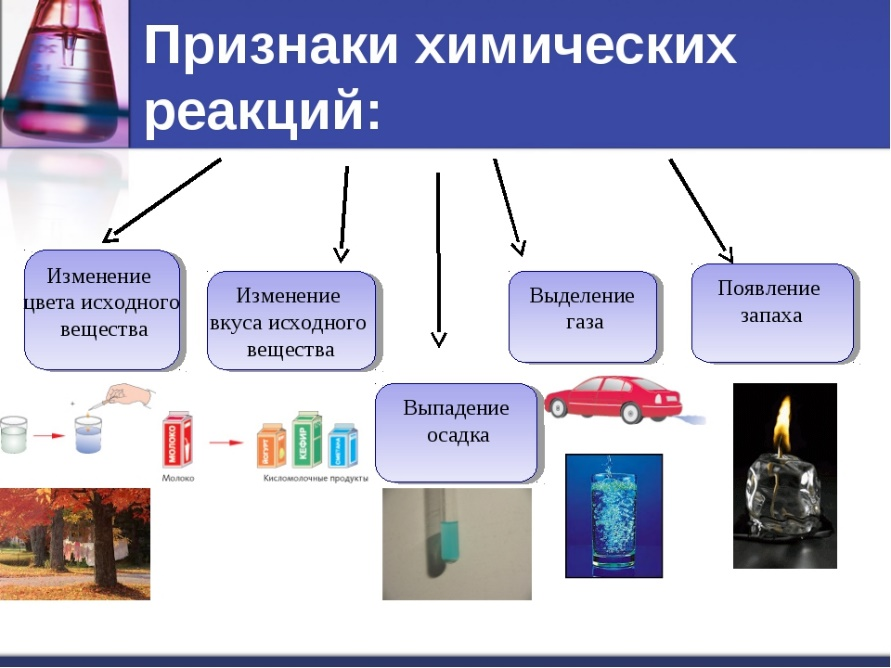 Признаки химических
реакций:
Изменение
цвета исходного
вещества
Изменение
вкуса исходного
вещества
Выпадение
осадка
Выделение
газа
Появление
запаха
МОЛОКО
ЙОГУРТ
КЕФИР
СМЕТАНА
Молоко
Кисломолочные продукты